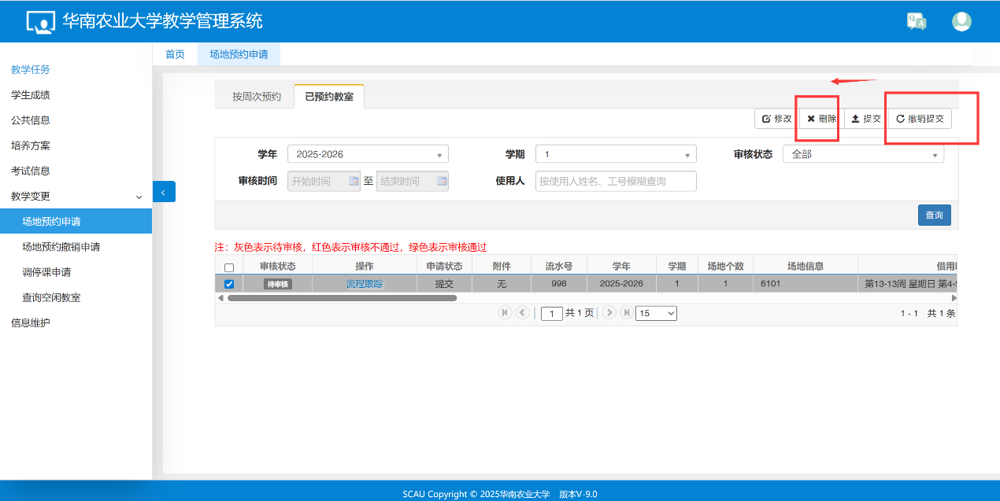 华南农业大学教学管理系统
教学任务
学生成绩
公共信息
培养方案
考试信息
教学变更
场地预约申请
场地预约撤销申请
调停课申请
查询空闲教室
信息维护
首页 场地预约申请
按周次预约 已预约教室
修改 删除 提交 撤销提交
学年 2025-2026 学期 1 审核状态 全部
审核时间 开始时间 至 结束时间 使用人 按使用人姓名、工号模糊查询
查询
注：灰色表示待审核，红色表示审核不通过，绿色表示审核通过
审核状态 操作 申请状态 附件 流水号 学年 学期 场地个数 场地信息 借用
待审核 流程跟踪 提交 无 998 2025-2026 1 1 6101 第13-13周 星期日 第4-
1 共 1 页 15 1 - 1 共 1 条
SCAU Copyright © 2025华南农业大学 版本V-9.0